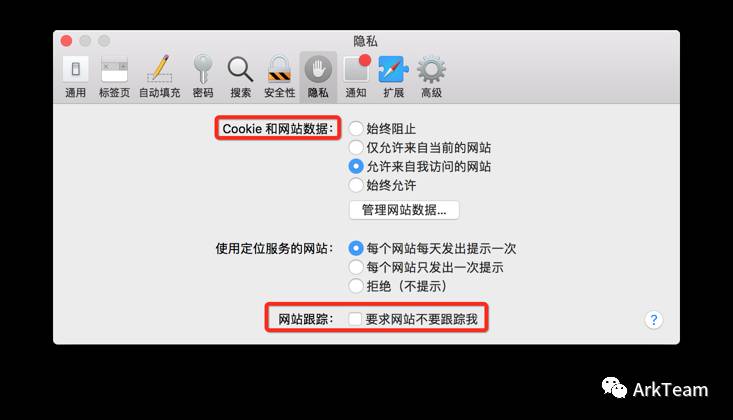 隐私
通用 标签页 自动填充 密码 搜索 安全性 隐私 通知 扩展 高级
Cookie 和网站数据: 始终阻止
仅允许来自当前的网站
允许来自我访问的网站
始终允许
管理网站数据...
使用定位服务的网站: 每个网站每天发出提示一次
每个网站只发出一次提示
拒绝（不提示）
网站跟踪: 要求网站不要跟踪我
?
ArkTeam